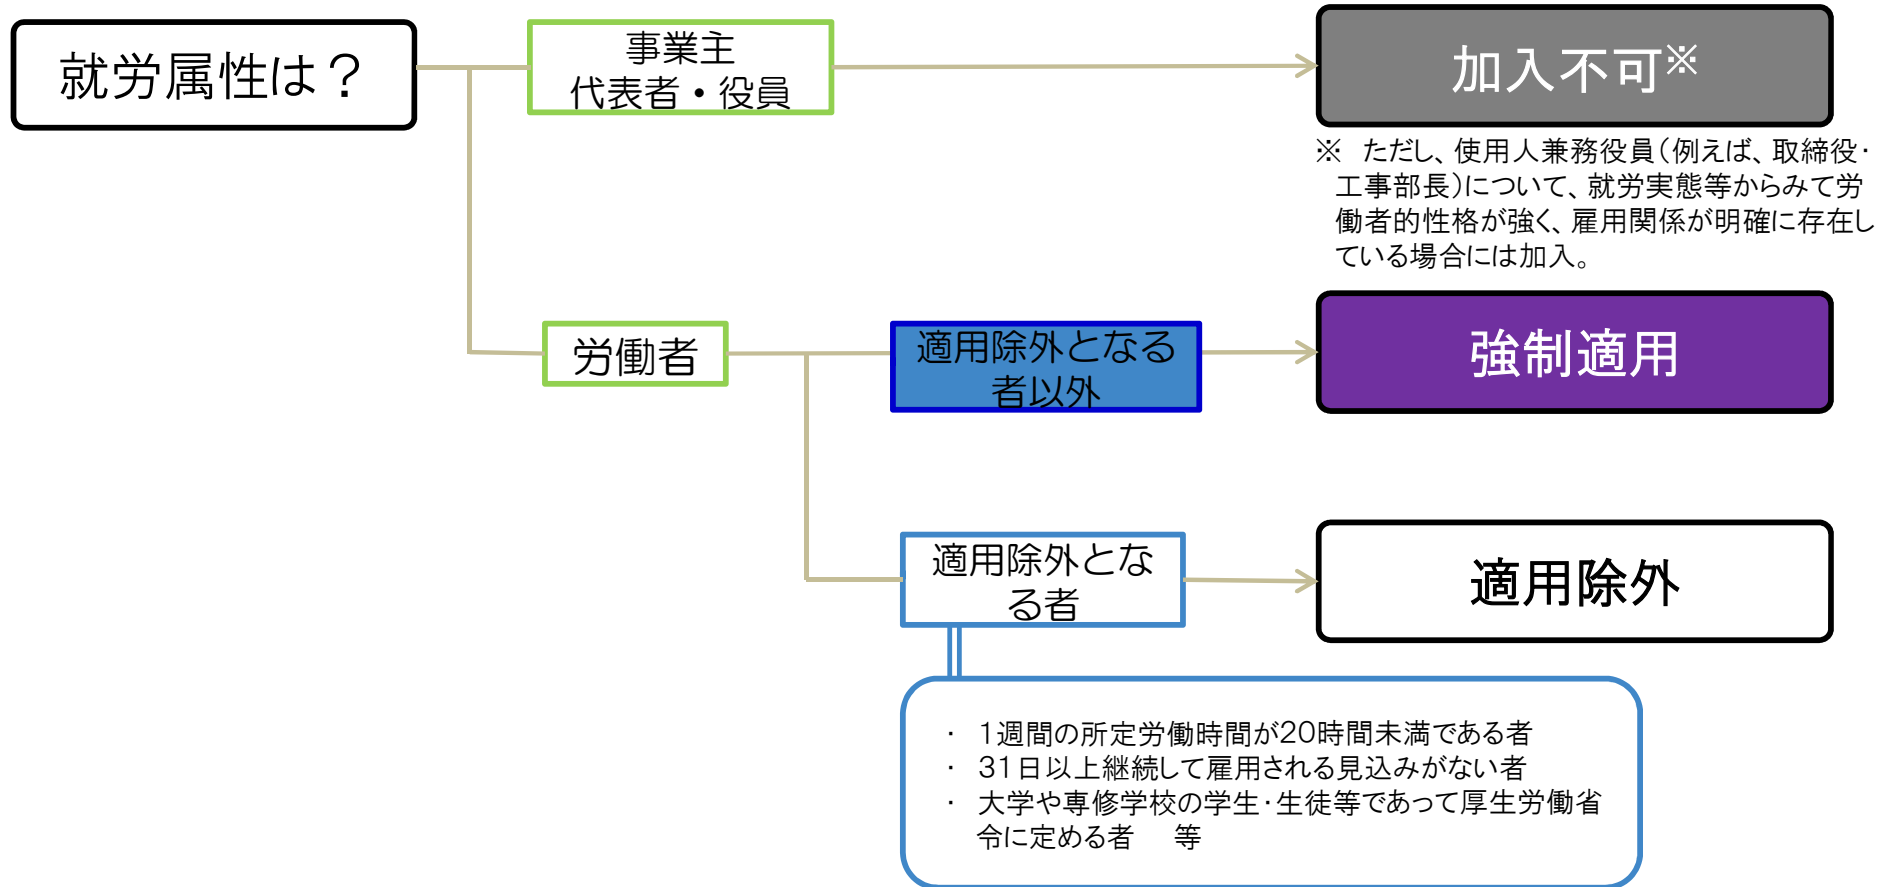 就労属性は？
事業主
代表者・役員
加入不可※
※　ただし、使用人兼務役員（例えば、取締役・
工事部長）について、就労実態等からみて労
働者的性格が強く、雇用関係が明確に存在し
ている場合には加入。
労働者
適用除外となる
者以外
強制適用
適用除外とな
る者
適用除外
・　1週間の所定労働時間が20時間未満である者
・　31日以上継続して雇用される見込みがない者
・　大学や専修学校の学生・生徒等であって厚生労働省
令に定める者　等